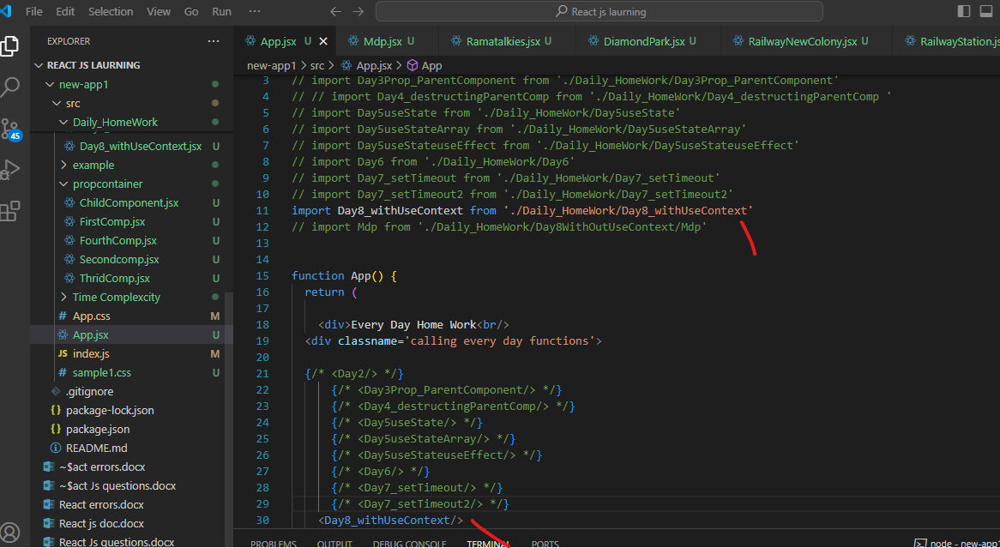 File Edit Selection View Go Run ··· React js laurning
EXPLORER ···
REACT JS LAURNING
new-app1
src
Daily_HomeWork
Day8_withUseContext.jsx U
example
propcontainer
ChildComponent.jsx U
FirstComp.jsx U
FourthComp.jsx U
Secondcomp.jsx U
ThridComp.jsx U
Time Complexcity
# App.css M
App.jsx U
JS index.js M
# sample1.css U
.gitignore
{} package-lock.json
{} package.json
README.md
~$act errors.docx
~$act Js questions.docx
React errors.docx
React js doc.docx
React Js questions.docx
45
App.jsx U Mdp.jsx U Ramatalkies.jsx U DiamondPark.jsx U RailwayNewColony.jsx U RailwayStation.js
new-app1 > src > App.jsx > App
3 // import Day3Prop_ParentComponent from './Daily_HomeWork/Day3Prop_ParentComponent'
4 // // import Day4_destructingParentComp from './Daily_HomeWork/Day4_destructingParentComp '
5 // import Day5useState from './Daily_HomeWork/Day5useState'
6 // import Day5useStateArray from './Daily_HomeWork/Day5useStateArray'
7 // import Day5useStateuseEffect from './Daily_HomeWork/Day5useStateuseEffect'
8 // import Day6 from './Daily_HomeWork/Day6'
9 // import Day7_setTimeout from './Daily_HomeWork/Day7_setTimeout'
10 // import Day7_setTimeout2 from './Daily_HomeWork/Day7_setTimeout2'
11 import Day8_withUseContext from './Daily_HomeWork/Day8_withUseContext'
12 // import Mdp from './Daily_HomeWork/Day8WithOutUseContext/Mdp'
13
14
15 function App() {
16 return (
17
18 <div>Every Day Home Work<br/>
19 <div classname='calling every day functions'>
20
21 {/* <Day2/> */}
22 {/* <Day3Prop_ParentComponent/> */}
23 {/* <Day4_destructingParentComp/> */}
24 {/* <Day5useState/> */}
25 {/* <Day5useStateArray/> */}
26 {/* <Day5useStateuseEffect/> */}
27 {/* <Day6/> */}
28 {/* <Day7_setTimeout/> */}
29 {/* <Day7_setTimeout2/> */}
30 <Day8_withUseContext/>
PROBLEMS OUTPUT DEBUG CONSOLE TERMINAL PORTS node - new-app1